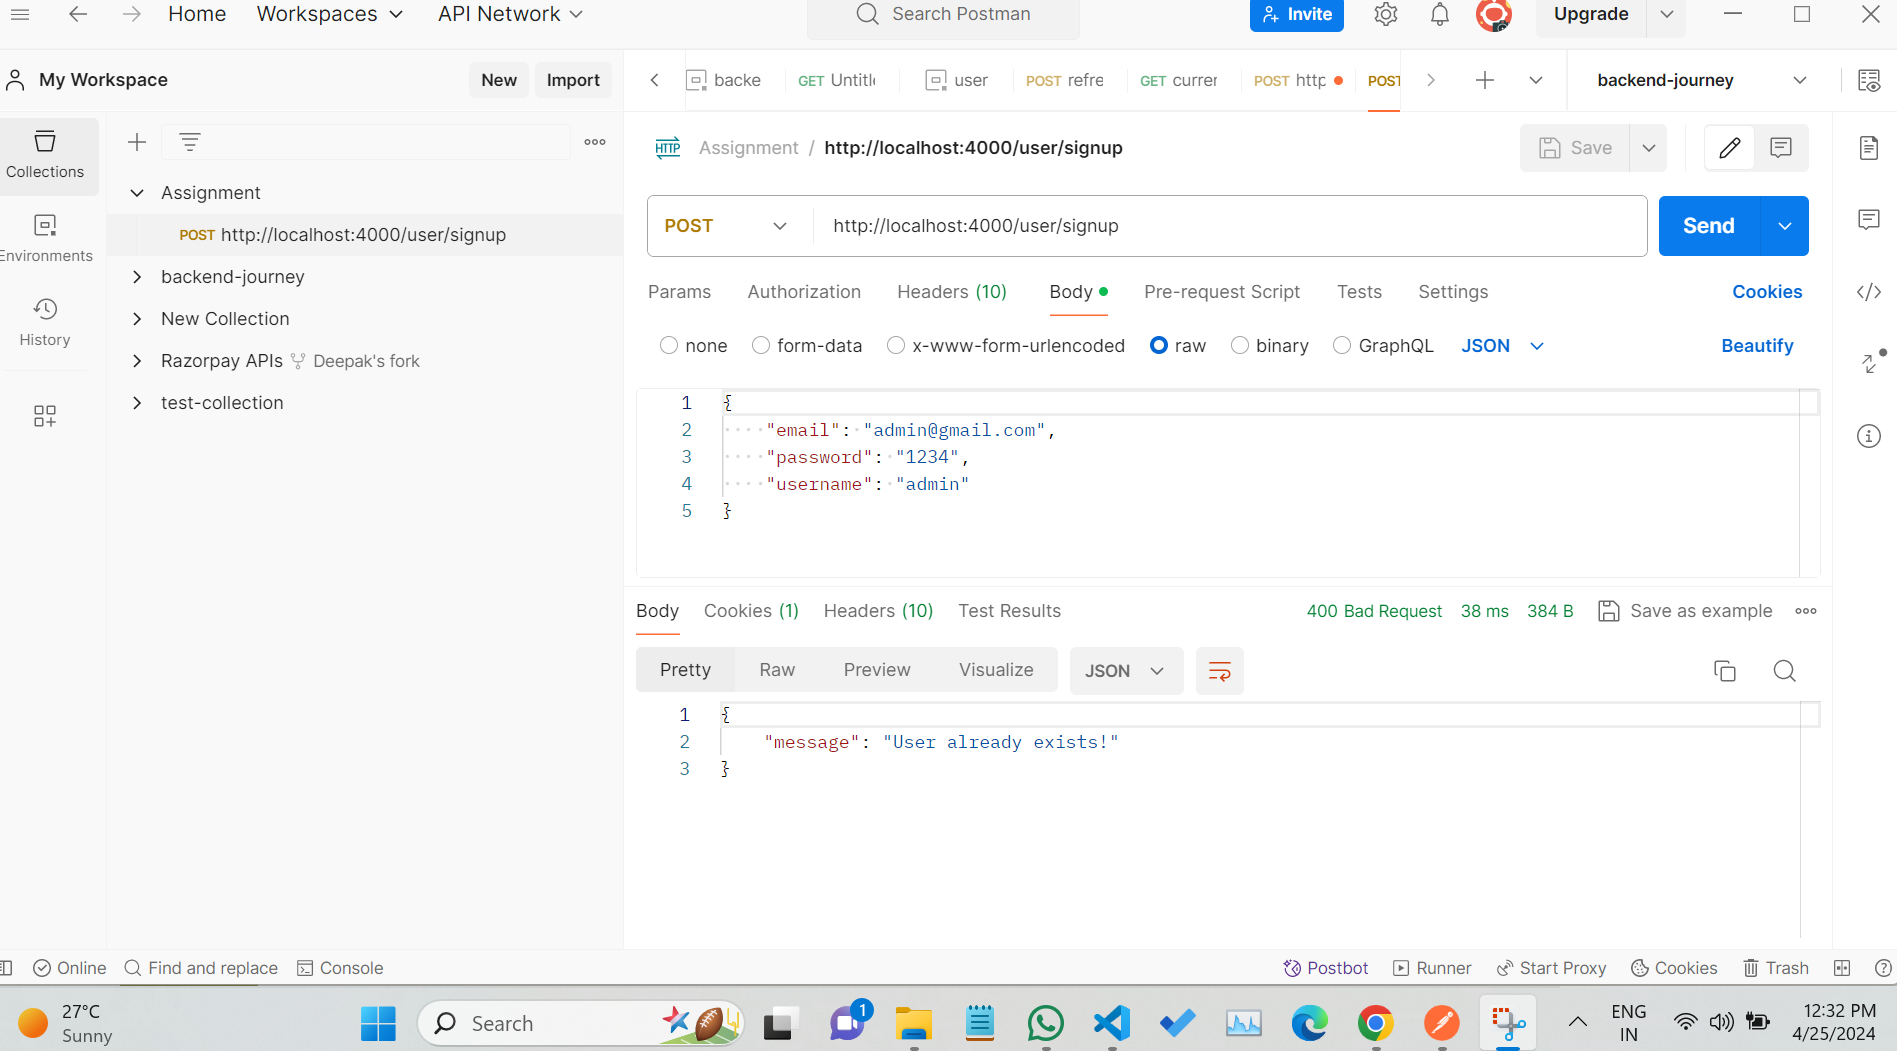 Home Workspaces API Network Search Postman Invite Upgrade
My Workspace New Import backe GET Untitl user POST refre GET currer POST http POST backend-journey
Collections
Environments
History
Assignment
POST http://localhost:4000/user/signup
backend-journey
New Collection
Razorpay APIs Deepak's fork
test-collection
HTTP Assignment / http://localhost:4000/user/signup Save
POST http://localhost:4000/user/signup Send
Params Authorization Headers (10) Body Pre-request Script Tests Settings Cookies
none form-data x-www-form-urlencoded raw binary GraphQL JSON Beautify
1 {
2 "email": "admin@gmail.com",
3 "password": "1234",
4 "username": "admin"
5 }
Body Cookies (1) Headers (10) Test Results 400 Bad Request 38 ms 384 B Save as example
Pretty Raw Preview Visualize JSON
1 {
2 "message": "User already exists!"
3 }
Online Find and replace Console Postbot Runner Start Proxy Cookies Trash
27°C
Sunny
Search
1
ENG
IN
12:32 PM
4/25/2024